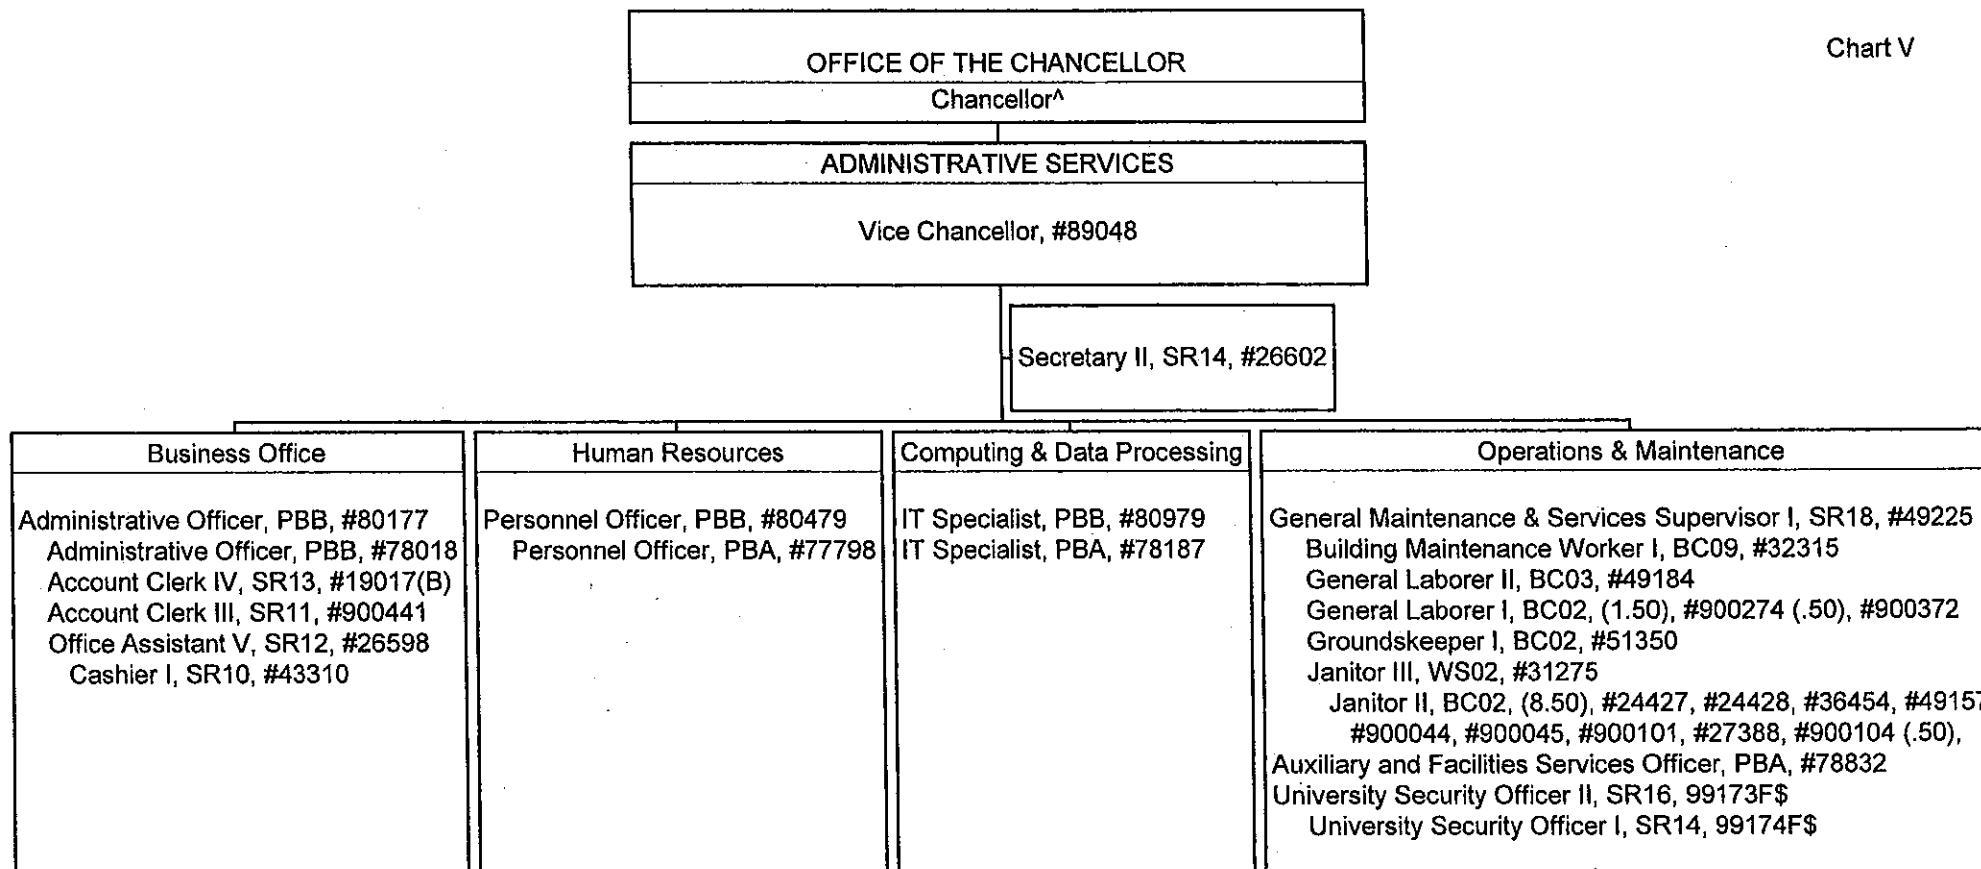 Chart V
OFFICE OF THE CHANCELLOR
Chancellor^
ADMINISTRATIVE SERVICES
Vice Chancellor, #89048
Secretary II, SR14, #26602
Business Office
Administrative Officer, PBB, #80177
Administrative Officer, PBB, #78018
Account Clerk IV, SR13, #19017(B)
Account Clerk III, SR11, #900441
Office Assistant V, SR12, #26598
Cashier I, SR10, #43310
Human Resources
Personnel Officer, PBB, #80479
Personnel Officer, PBA, #77798
Computing & Data Processing
IT Specialist, PBB, #80979
IT Specialist, PBA, #78187
Operations & Maintenance
General Maintenance & Services Supervisor I, SR18, #49225
Building Maintenance Worker I, BC09, #32315
General Laborer II, BC03, #49184
General Laborer I, BC02, (1.50), #900274 (.50), #900372
Groundskeeper I, BC02, #51350
Janitor III, WS02, #31275
Janitor II, BC02, (8.50), #24427, #24428, #36454, #49157
#900044, #900045, #900101, #27388, #900104 (.50),
Auxiliary and Facilities Services Officer, PBA, #78832
University Security Officer II, SR16, 99173F$
University Security Officer I, SR14, 99174F$